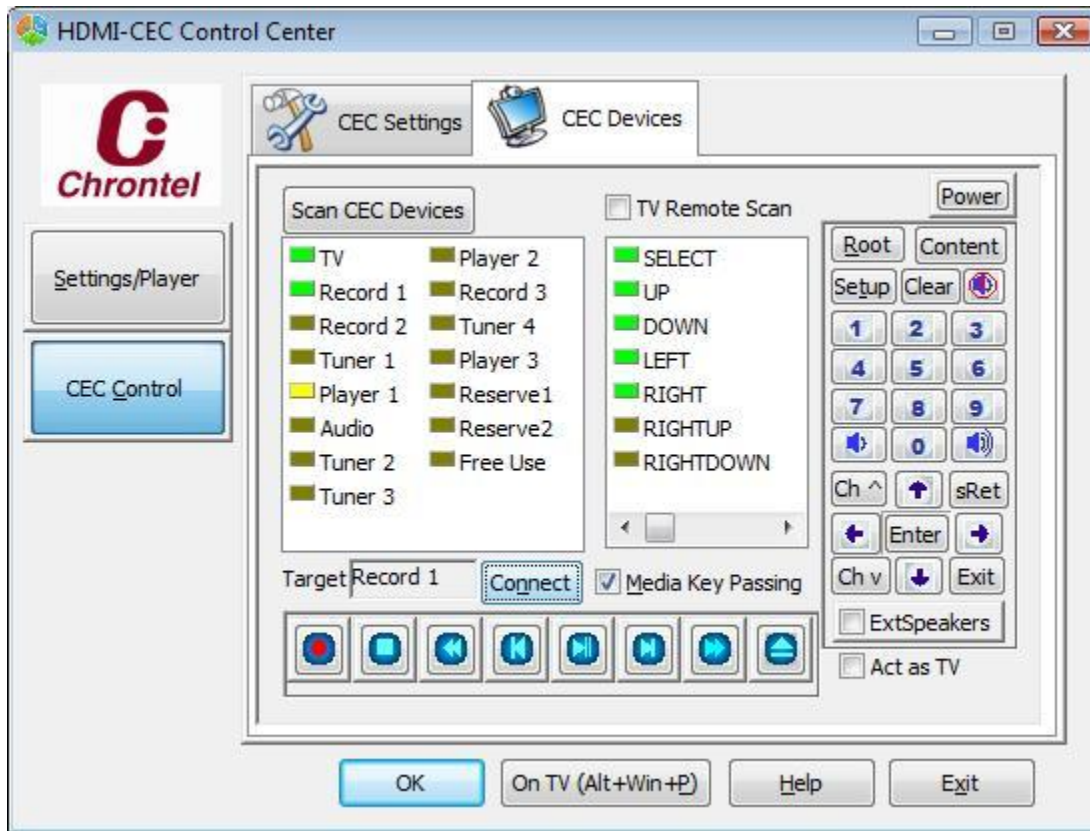 HDMI-CEC Control Center
Chrontel
Settings/Player
CEC Control
CEC Settings
CEC Devices
Scan CEC Devices
TV
Record 1
Record 2
Tuner 1
Player 1
Audio
Tuner 2
Tuner 3
Player 2
Record 3
Tuner 4
Player 3
Reserve1
Reserve2
Free Use
TV Remote Scan
SELECT
UP
DOWN
LEFT
RIGHT
RIGHTUP
RIGHTDOWN
Power
Root Content
Setup Clear
1 2 3
4 5 6
7 8 9
0
Ch ^ sRet
Enter
Ch v Exit
ExtSpeakers
Act as TV
Target Record 1 Connect
Media Key Passing
OK On TV (Alt+Win+P) Help Exit